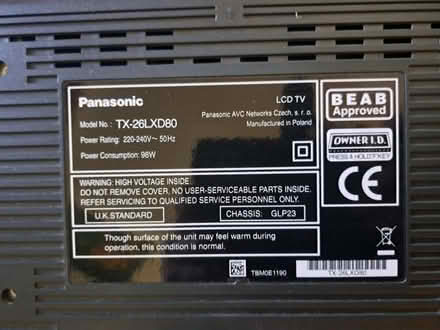 Panasonic
LCD TV
Model No.: TX-26LXD80
Panasonic AVC Networks Czech, s. r. o.
Made/Manufactured in Poland
Power Rating: 220-240V~ 50Hz
Power Consumption: 98W
WARNING: HIGH VOLTAGE INSIDE.
DO NOT REMOVE COVER. NO USER-SERVICEABLE PARTS INSIDE.
REFER SERVICING TO QUALIFIED SERVICE PERSONNEL ONLY.
U.K.STANDARD
CHASSIS: GLP23
Though surface of the unit may feel warm during
operation, this condition is normal.
BEAB
Approved
OWNER I.D.
PRESS & HOLD
CE
TBM0E1190
TX-26LXD80